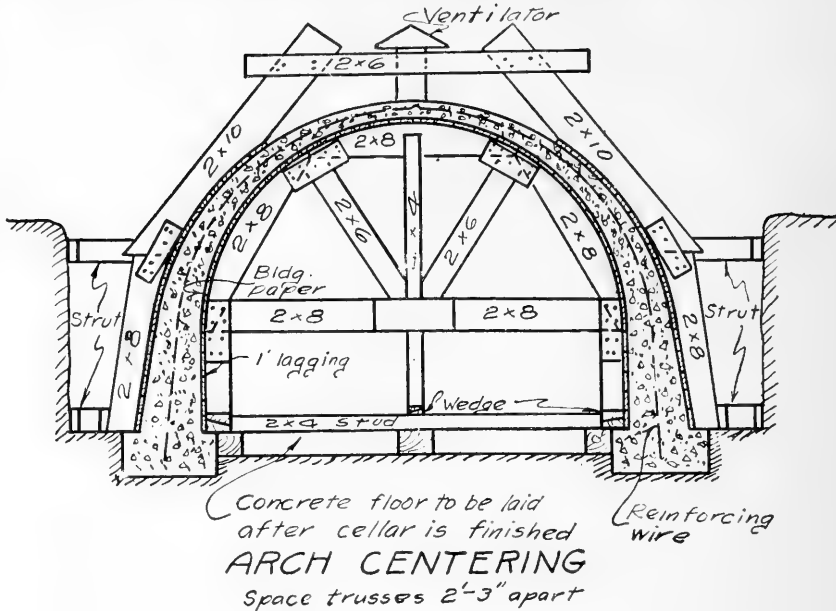 Ventilator
2×6
2×10
2×10
2×8
2×8
2×6
2×6
2×8
Bldg.
paper
Strut
Strut
2×8
2×8
2×8
2×8
1" lagging
Wedge
2×4 Stud
Concrete floor to be laid
after cellar is finished
Reinforcing
wire
ARCH CENTERING
Space trusses 2'-3" apart